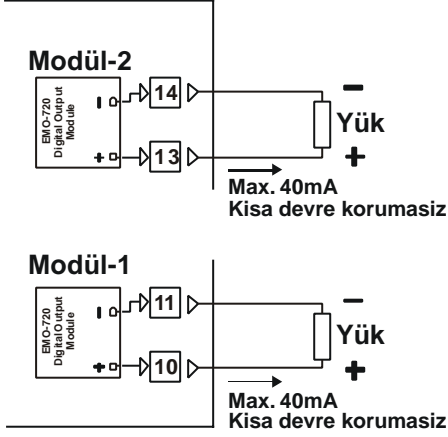 Modül-2
EMO-720
Digital Output
Module
14
13
Yük
Max. 40mA
Kisa devre korumasiz
Modül-1
EMO-720
Digital Output
Module
11
10
Yük
Max. 40mA
Kisa devre korumasiz